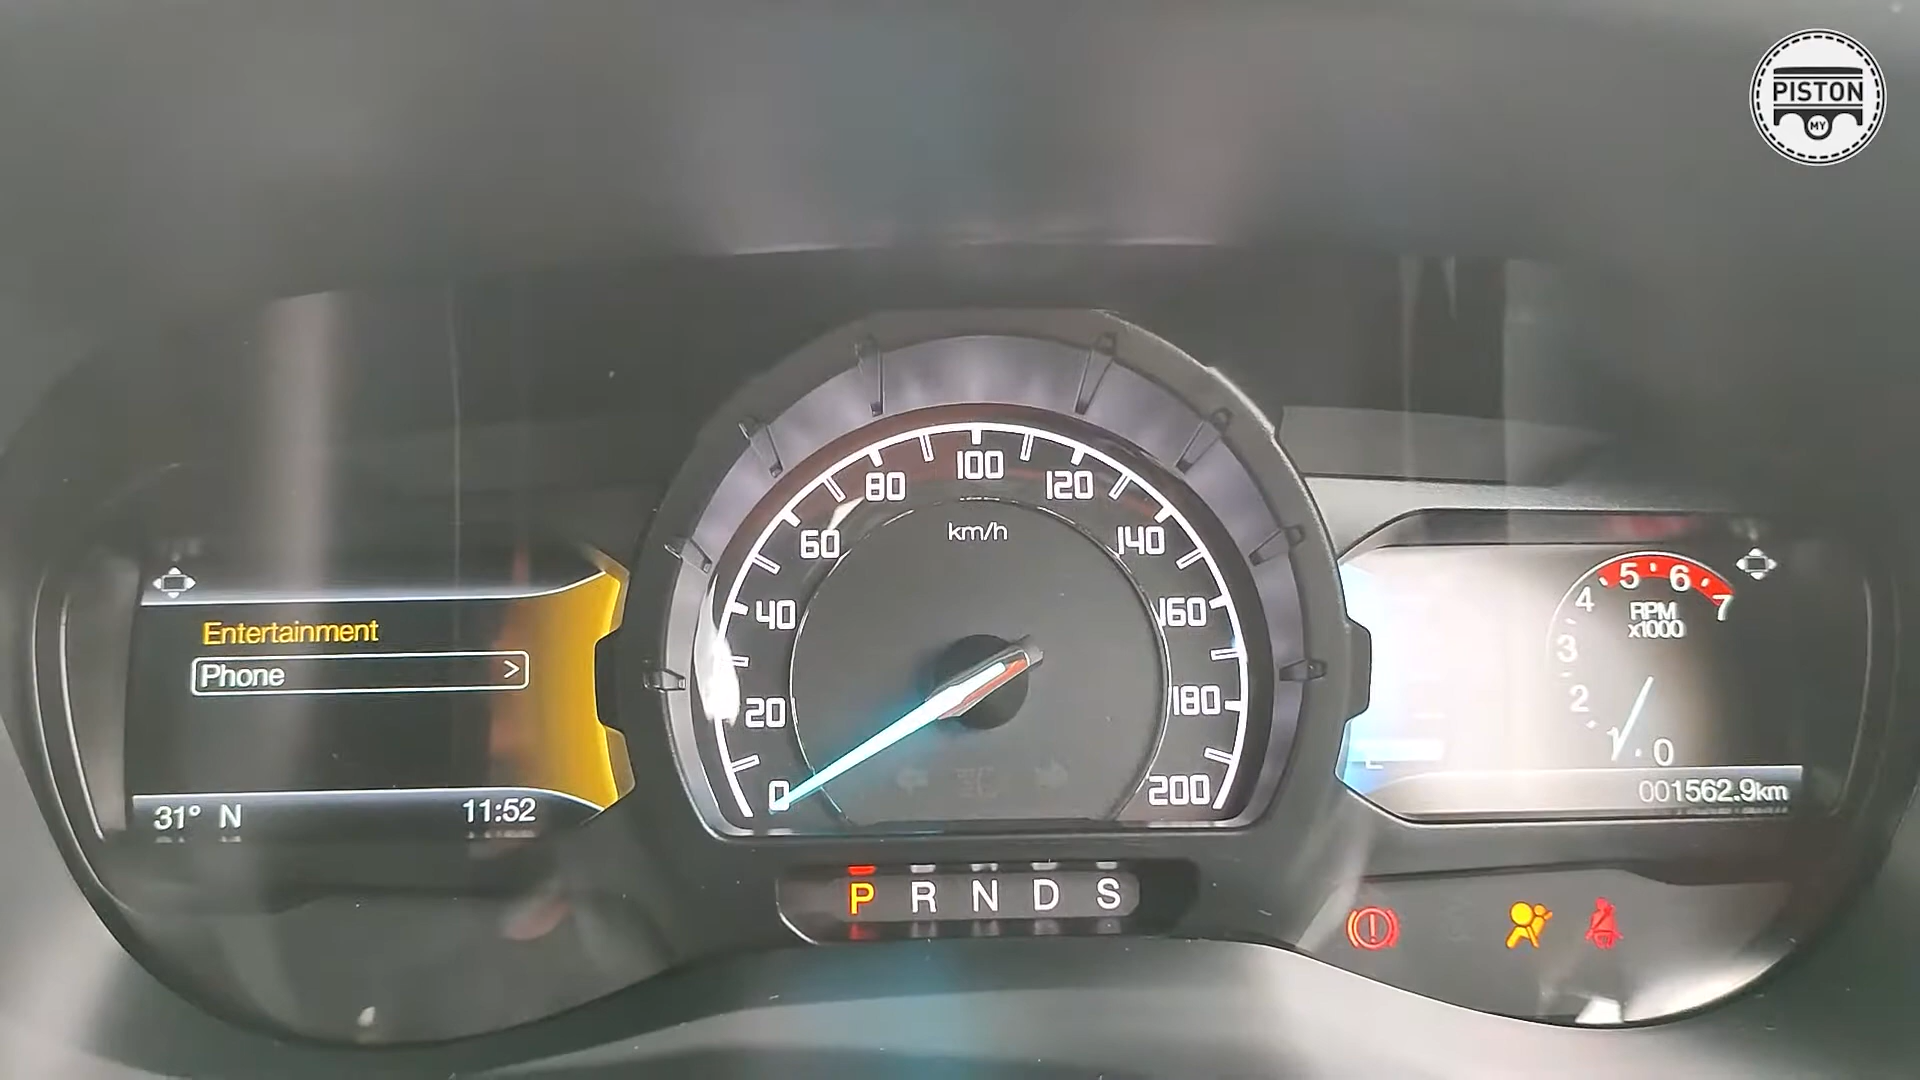 PISTON
MY
Entertainment
Phone >
31° N 11:52
0 20 40 60 80 100 120 140 160 180 200
km/h
P R N D S
0 1 2 3 4 5 6 7
RPM
x1000
001562.9km